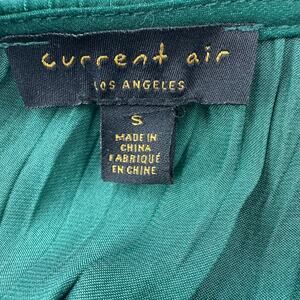 current air
LOS ANGELES
S
MADE IN
CHINA
FABRIQUÉ
EN CHINE